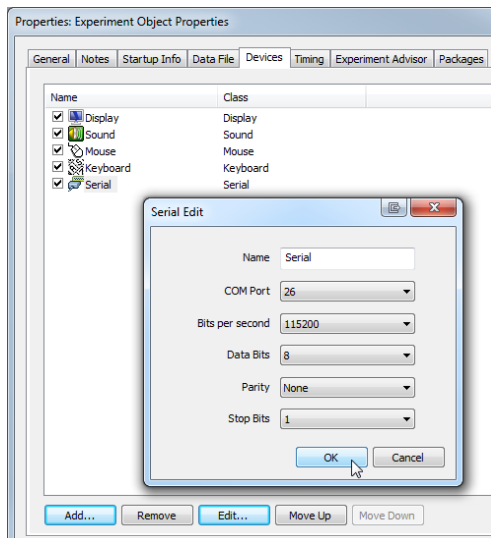 Properties: Experiment Object Properties
General Notes Startup Info Data File Devices Timing Experiment Advisor Packages
Name Class
Display Display
Sound Sound
Mouse Mouse
Keyboard Keyboard
Serial Serial
Serial Edit
Name Serial
COM Port 26
Bits per second 115200
Data Bits 8
Parity None
Stop Bits 1
OK Cancel
Add... Remove Edit... Move Up Move Down